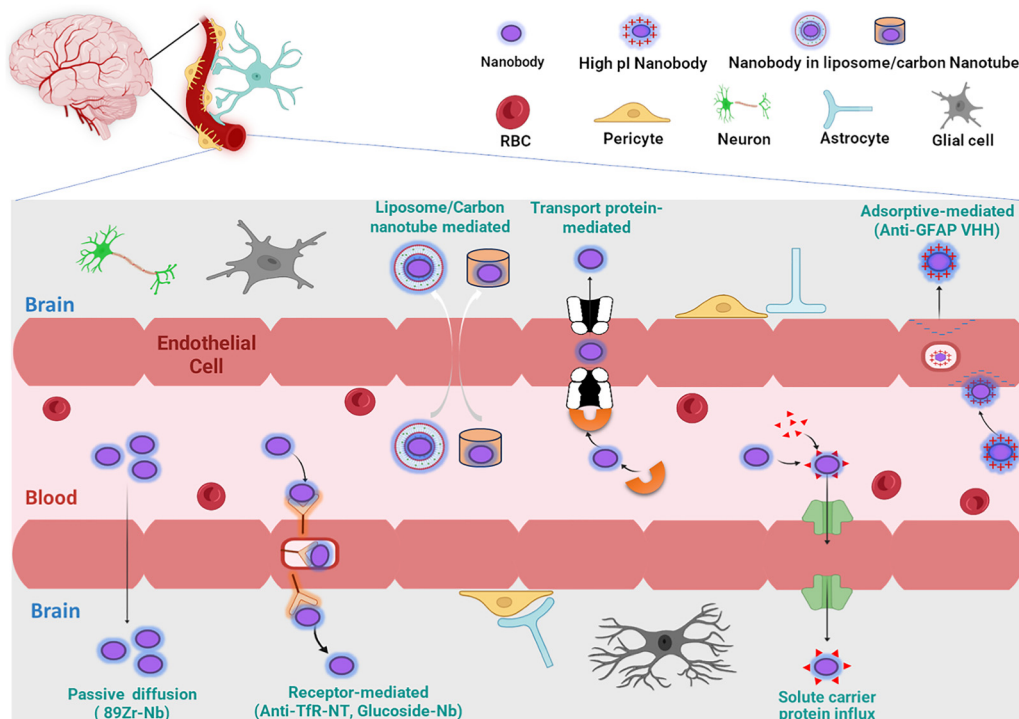 Nanobody
High pI Nanobody
Nanobody in liposome/carbon Nanotube
RBC
Pericyte
Neuron
Astrocyte
Glial cell
Liposome/Carbon
nanotube mediated
Transport protein-
mediated
Adsorptive-mediated
(Anti-GFAP VHH)
Brain
Endothelial
Cell
Blood
Brain
Passive diffusion
( 89Zr-Nb)
Receptor-mediated
(Anti-TfR-NT, Glucoside-Nb)
Solute carrier
protein influx